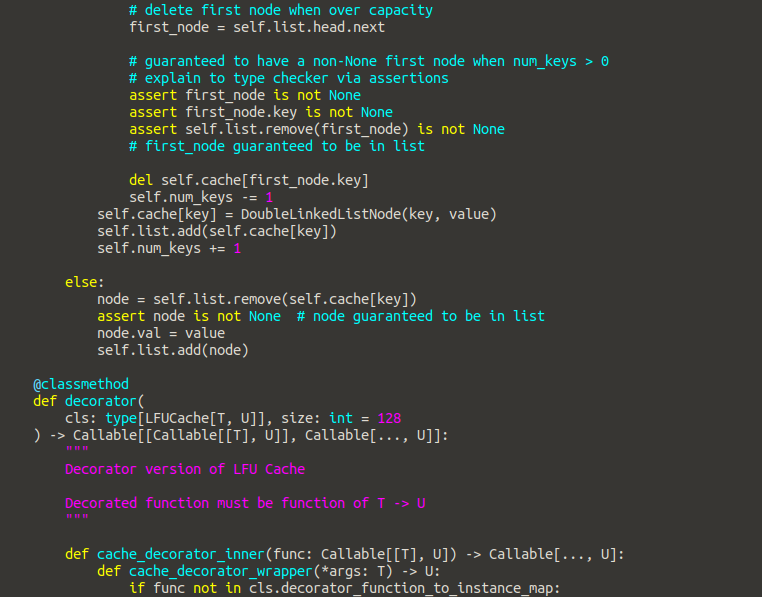 # delete first node when over capacity
first_node = self.list.head.next
# guaranteed to have a non-None first node when num_keys > 0
# explain to type checker via assertions
assert first_node is not None
assert first_node.key is not None
assert self.list.remove(first_node) is not None
# first_node guaranteed to be in list
del self.cache[first_node.key]
self.num_keys -= 1
self.cache[key] = DoubleLinkedListNode(key, value)
self.list.add(self.cache[key])
self.num_keys += 1
else:
node = self.list.remove(self.cache[key])
assert node is not None  # node guaranteed to be in list
node.val = value
self.list.add(node)
@classmethod
def decorator(
cls: type[LFUCache[T, U]], size: int = 128
) -> Callable[[Callable[[T], U]], Callable[..., U]]:
"""
Decorator version of LFU Cache
Decorated function must be function of T -> U
"""
def cache_decorator_inner(func: Callable[[T], U]) -> Callable[..., U]:
def cache_decorator_wrapper(*args: T) -> U:
if func not in cls.decorator_function_to_instance_map: